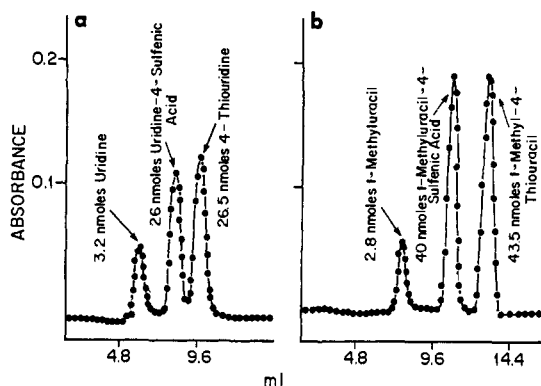 a
b
0.2
0.1
ABSORBANCE
3.2 nmoles Uridine
26 nmoles Uridine-4-Sulfenic
Acid
26.5 nmoles 4-Thiouridine
2.8 nmoles 1-Methyluracil
40 nmoles 1-Methyluracil-4-
Sulfenic Acid
43.5 nmoles 1-Methyl-4-
Thiouracil
4.8
9.6
4.8
9.6
14.4
ml